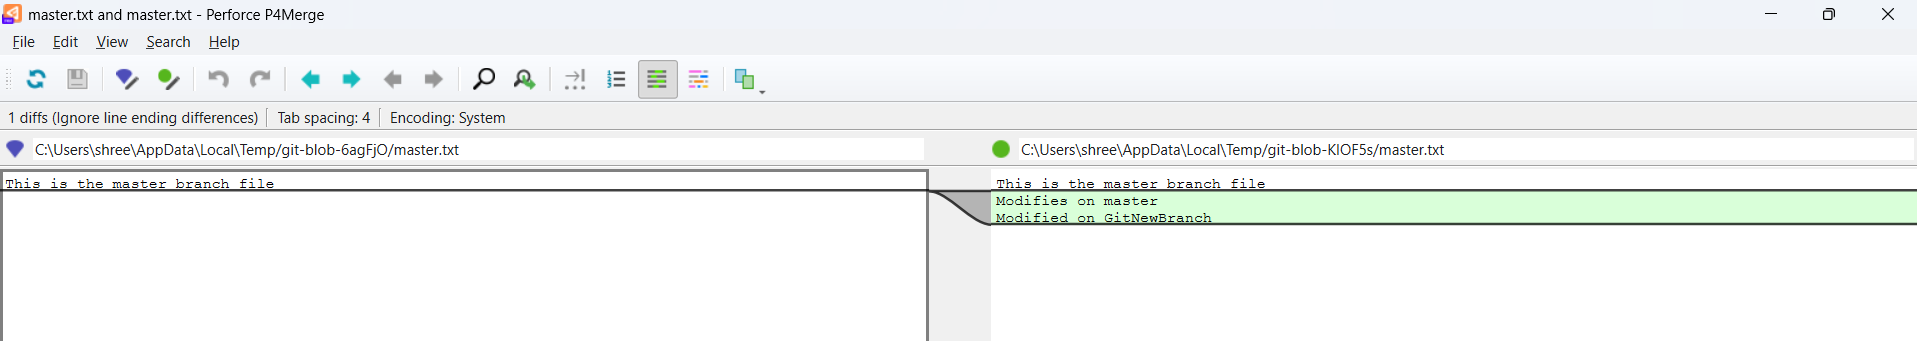 master.txt and master.txt - Perforce P4Merge
File Edit View Search Help
1 diffs (Ignore line ending differences) Tab spacing: 4 Encoding: System
C:\Users\shree\AppData\Local\Temp/git-blob-6agFjO/master.txt
C:\Users\shree\AppData\Local\Temp/git-blob-KIOF5s/master.txt
This is the master branch file
This is the master branch file
Modifies on master
Modified on GitNewBranch